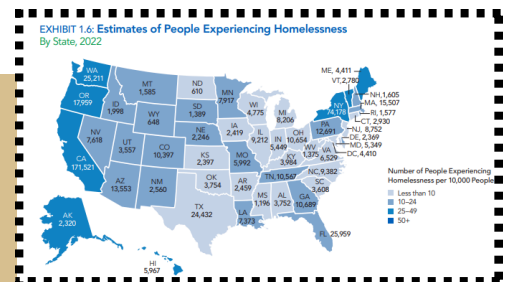 EXHIBIT 1.6: Estimates of People Experiencing Homelessness
By State, 2022
WA
25,211
OR
17,959
CA
171,521
NV
7,618
ID
1,998
MT
1,585
WY
648
UT
3,557
CO
10,397
AZ
13,553
NM
2,560
ND
610
SD
1,389
NE
2,246
KS
2,397
OK
3,754
TX
24,432
MN
7,917
IA
2,419
MO
5,992
AR
2,459
LA
7,373
WI
4,775
IL
9,212
MI
8,206
IN
5,449
OH
10,654
KY
3,984
TN, 10,567
MS
1,196
AL
3,752
GA
10,689
FL 25,959
SC
3,608
NC, 9,382
VA
6,529
WV
1,375
PA
12,691
NY
74,178
ME, 4,411
VT, 2,780
NH, 1,605
MA, 15,507
RI, 1,577
CT, 2,930
NJ, 8,752
DE, 2,369
MD, 5,349
DC, 4,410
AK
2,320
HI
5,967
Number of People Experiencing
Homelessness per 10,000 People
Less than 10
10–24
25–49
50+